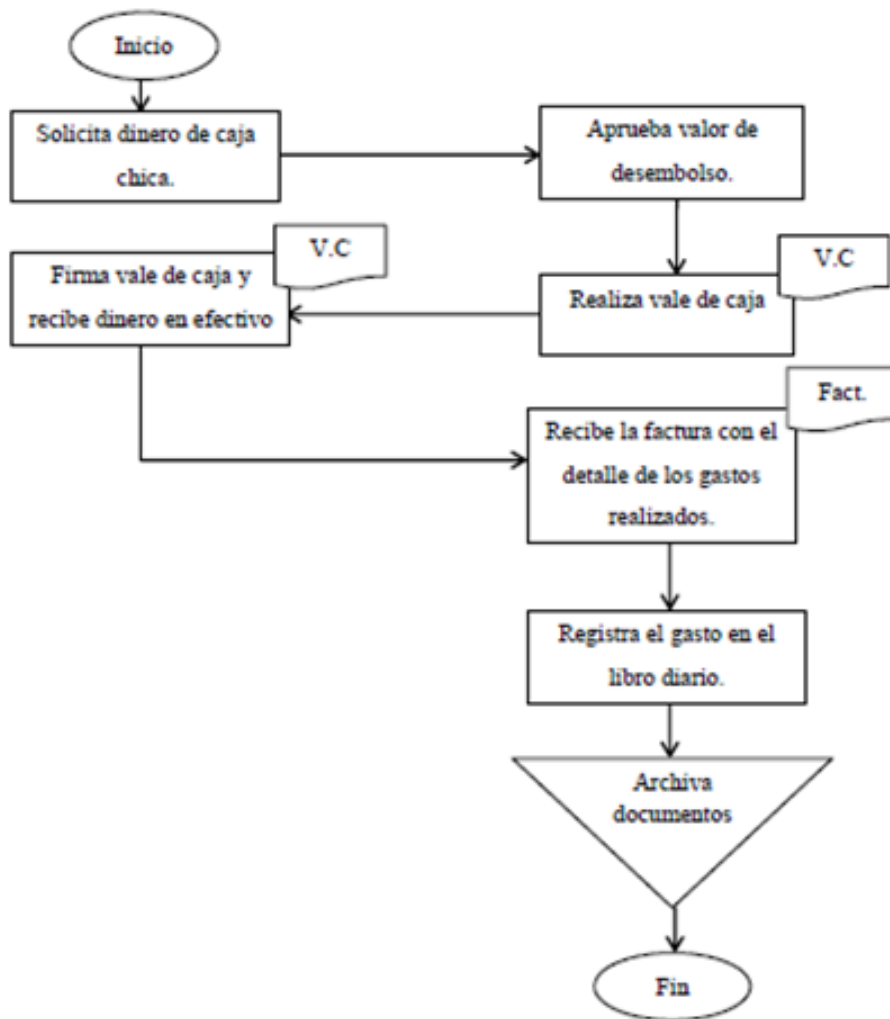 Inicio
Solicita dinero de caja
chica.
Aprueba valor de
desembolso.
V.C
Realiza vale de caja
V.C
Firma vale de caja y
recibe dinero en efectivo
Fact.
Recibe la factura con el
detalle de los gastos
realizados.
Registra el gasto en el
libro diario.
Archiva
documentos
Fin